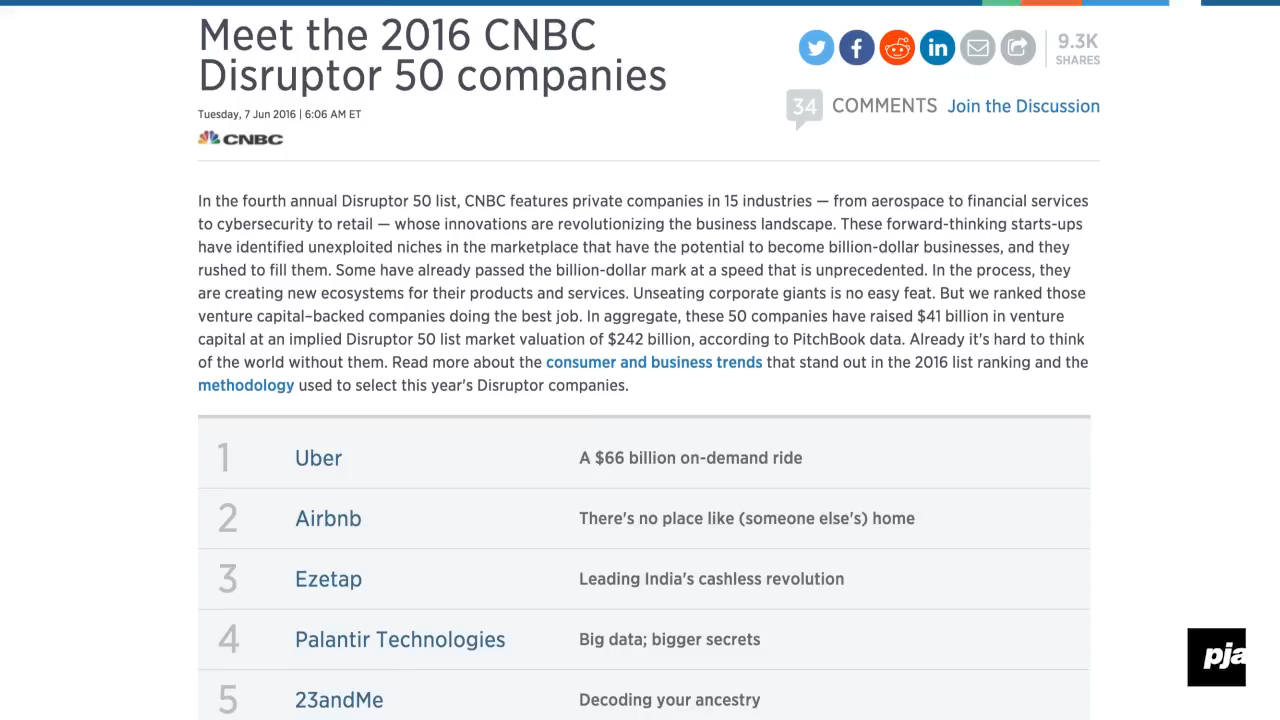 Meet the 2016 CNBC
Disruptor 50 companies
9.3K
SHARES
34 COMMENTS Join the Discussion
Tuesday, 7 Jun 2016 | 6:06 AM ET
CNBC
In the fourth annual Disruptor 50 list, CNBC features private companies in 15 industries — from aerospace to financial services
to cybersecurity to retail — whose innovations are revolutionizing the business landscape. These forward-thinking starts-ups
have identified unexploited niches in the marketplace that have the potential to become billion-dollar businesses, and they
rushed to fill them. Some have already passed the billion-dollar mark at a speed that is unprecedented. In the process, they
are creating new ecosystems for their products and services. Unseating corporate giants is no easy feat. But we ranked those
venture capital–backed companies doing the best job. In aggregate, these 50 companies have raised $41 billion in venture
capital at an implied Disruptor 50 list market valuation of $242 billion, according to PitchBook data. Already it's hard to think
of the world without them. Read more about the consumer and business trends that stand out in the 2016 list ranking and the
methodology used to select this year's Disruptor companies.
1 Uber A $66 billion on-demand ride
2 Airbnb There's no place like (someone else's) home
3 Ezetap Leading India's cashless revolution
4 Palantir Technologies Big data; bigger secrets
5 23andMe Decoding your ancestry
pja